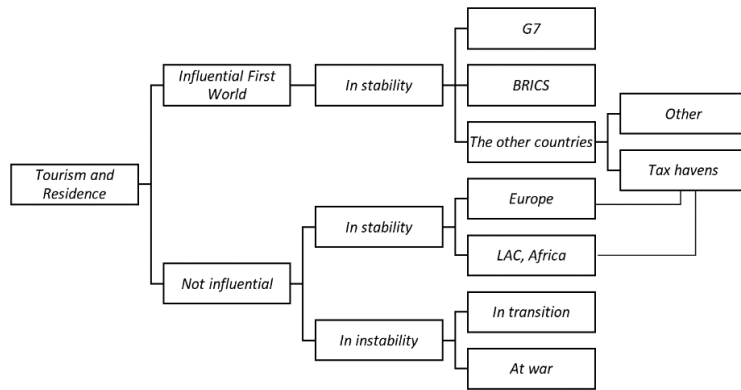 G7
Influential First
World
In stability
BRICS
Other
The other countries
Tourism and
Residence
Tax havens
Europe
In stability
LAC, Africa
Not influential
In transition
In instability
At war